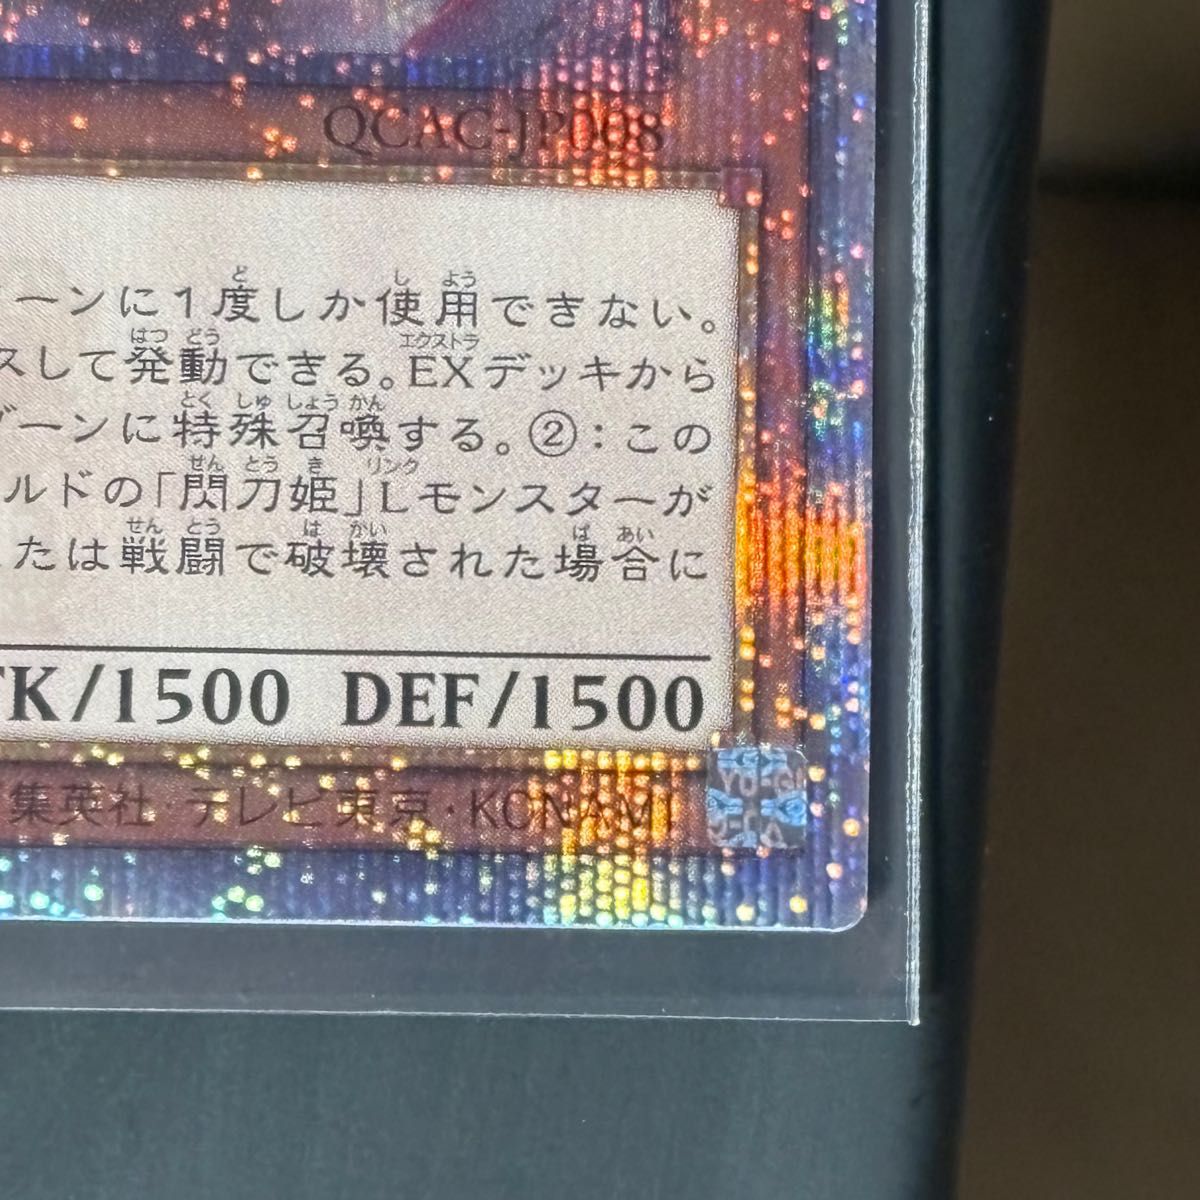 QCAC-JP008
ーンに1度しか使用できない。
スして発動できる。EXデッキから
ゾーンに特殊召喚する。②：この
ルドの「閃刀姫」Lモンスターが
たは戦闘で破壊された場合に
TK/1500 DEF/1500
集英社・テレビ東京・KONAMI
YU-GI